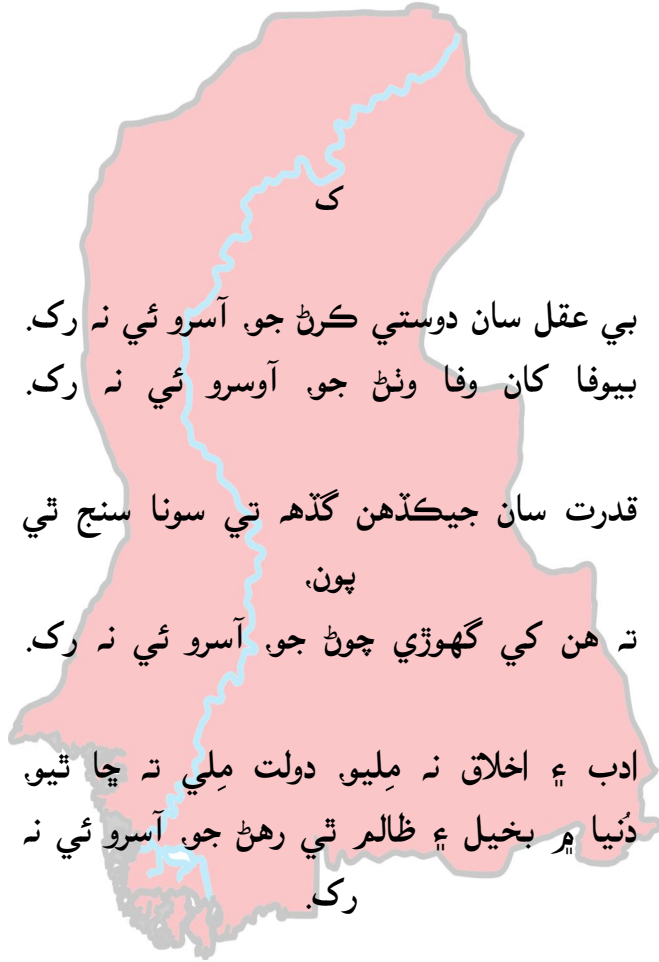 ک
بي عقل سان دوستي ڪرڻ جو، آسرو ئي نہ رک.
بيوفا کان وفا وٺڻ جو، آوسرو ئي نہ رک.
قدرت سان جيڪڏهن گڏهہ تي سونا سنج ٿي
پون،
تہ هن کي گهوڙي چوڻ جو، آسرو ئي نہ رک.
ادب ۽ اخلاق نہ مِليو، دولت مِلي تہ ڇا ٿيو،
دُنيا ۾ بخيل ۽ ظالم ٿي رهڻ جو، آسرو ئي نہ
رک.